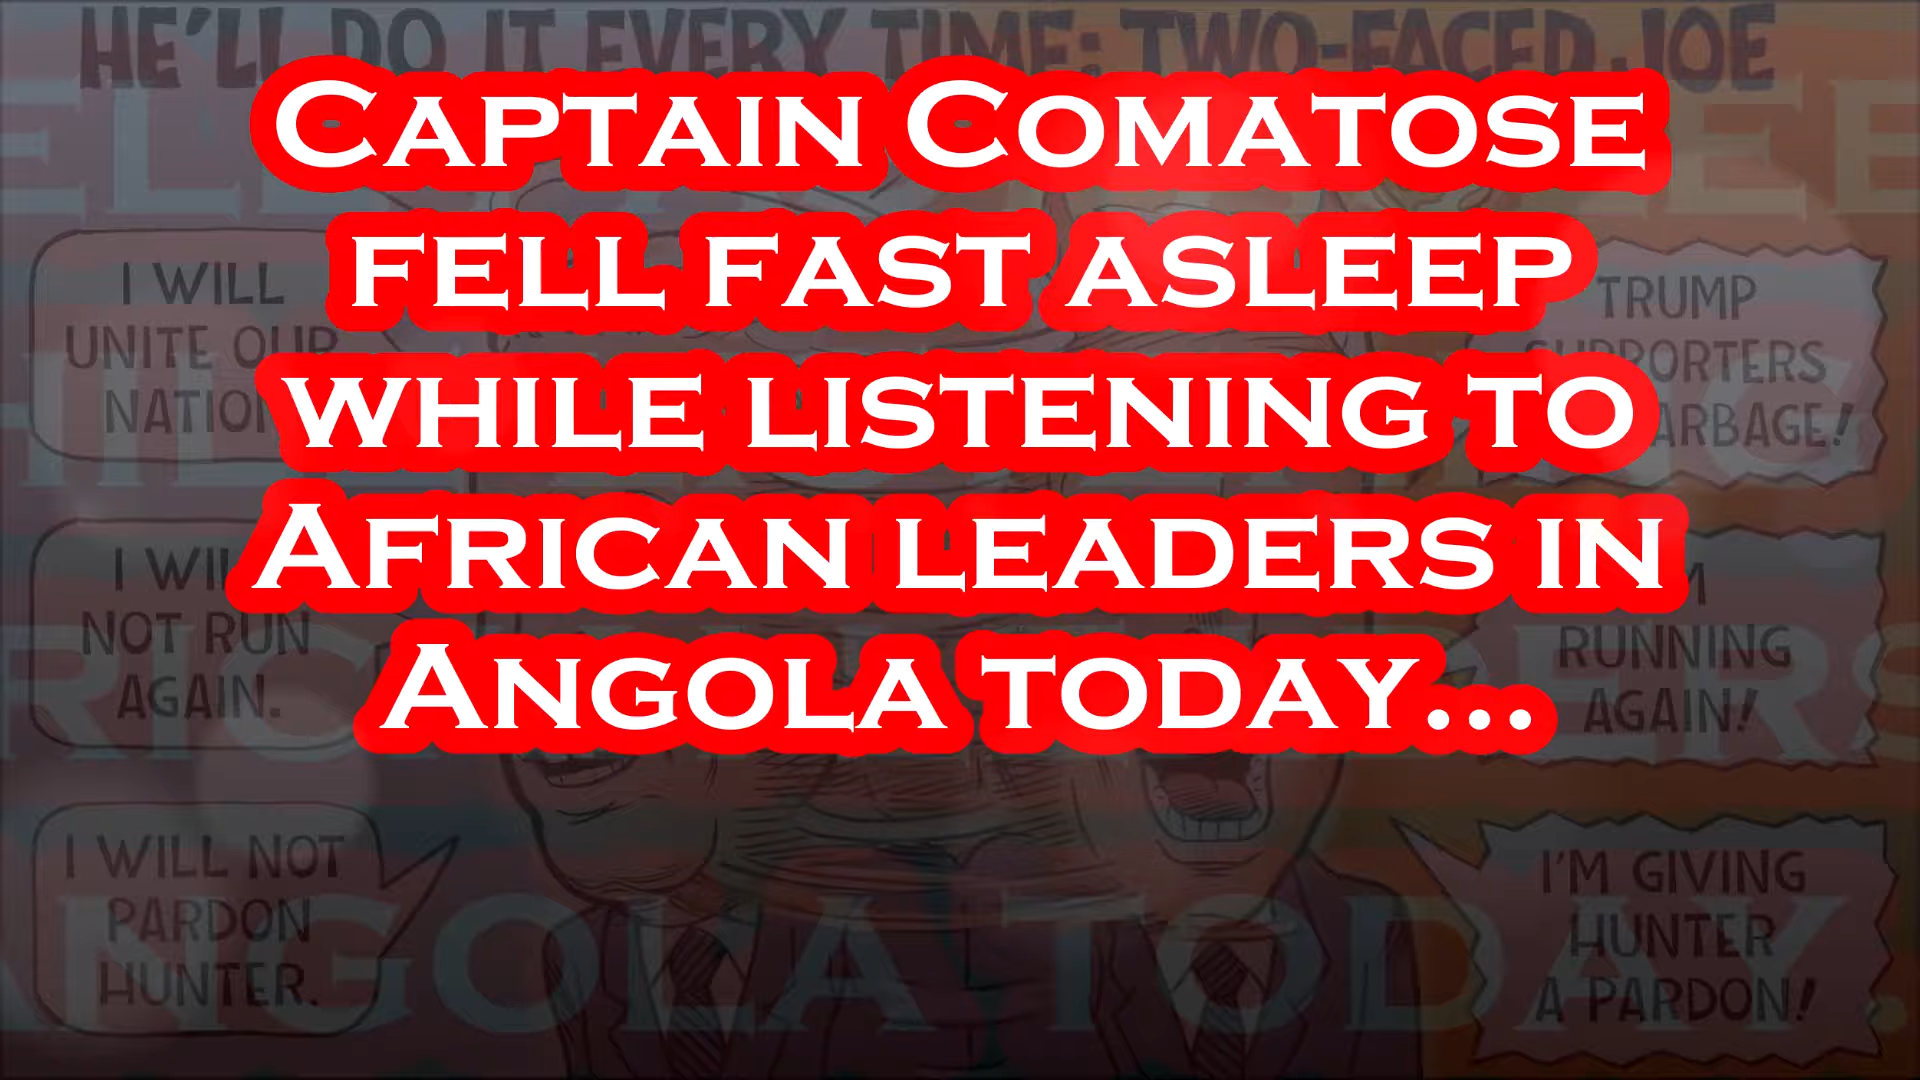 HE'LL DO IT EVERY TIME: TWO-FACED JOE
Captain Comatose
fell fast asleep
while listening to
African leaders in
Angola today...
I WILL
UNITE OUR
NATION
I WILL
NOT RUN
AGAIN.
I WILL NOT
PARDON
HUNTER.
TRUMP
SUPPORTERS
GARBAGE!
RUNNING
AGAIN!
I'M GIVING
HUNTER
A PARDON!
ANGOLA TODAY.